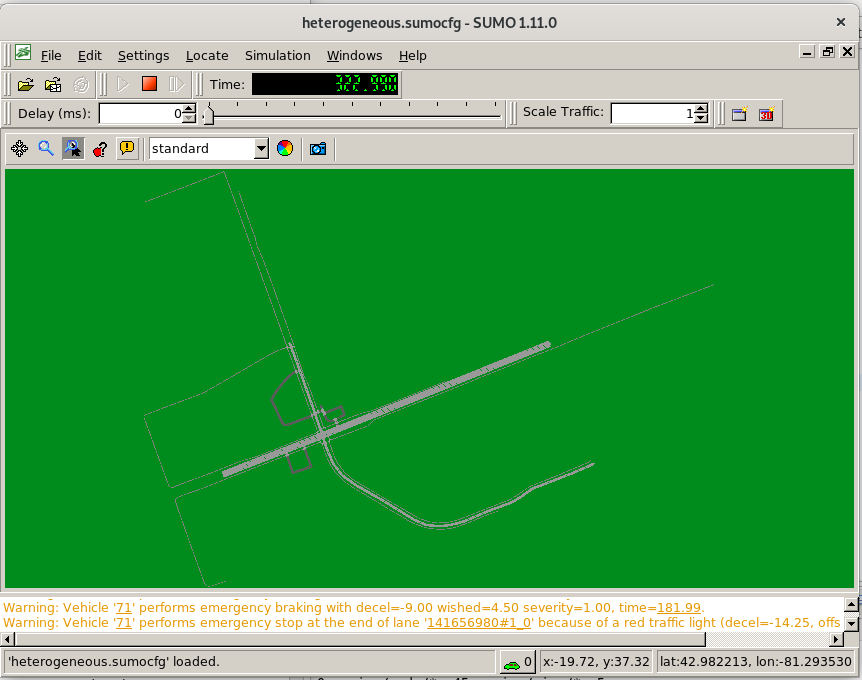 heterogeneous.sumocfg - SUMO 1.11.0
File Edit Settings Locate Simulation Windows Help
Time: 322.990
Delay (ms): 0 Scale Traffic: 1
standard
Warning: Vehicle '71' performs emergency braking with decel=-9.00 wished=4.50 severity=1.00, time=181.99.
Warning: Vehicle '71' performs emergency stop at the end of lane '141656980#1_0' because of a red traffic light (decel=-14.25, offs
'heterogeneous.sumocfg' loaded. 0 x:-19.72, y:37.32 lat:42.982213, lon:-81.293530